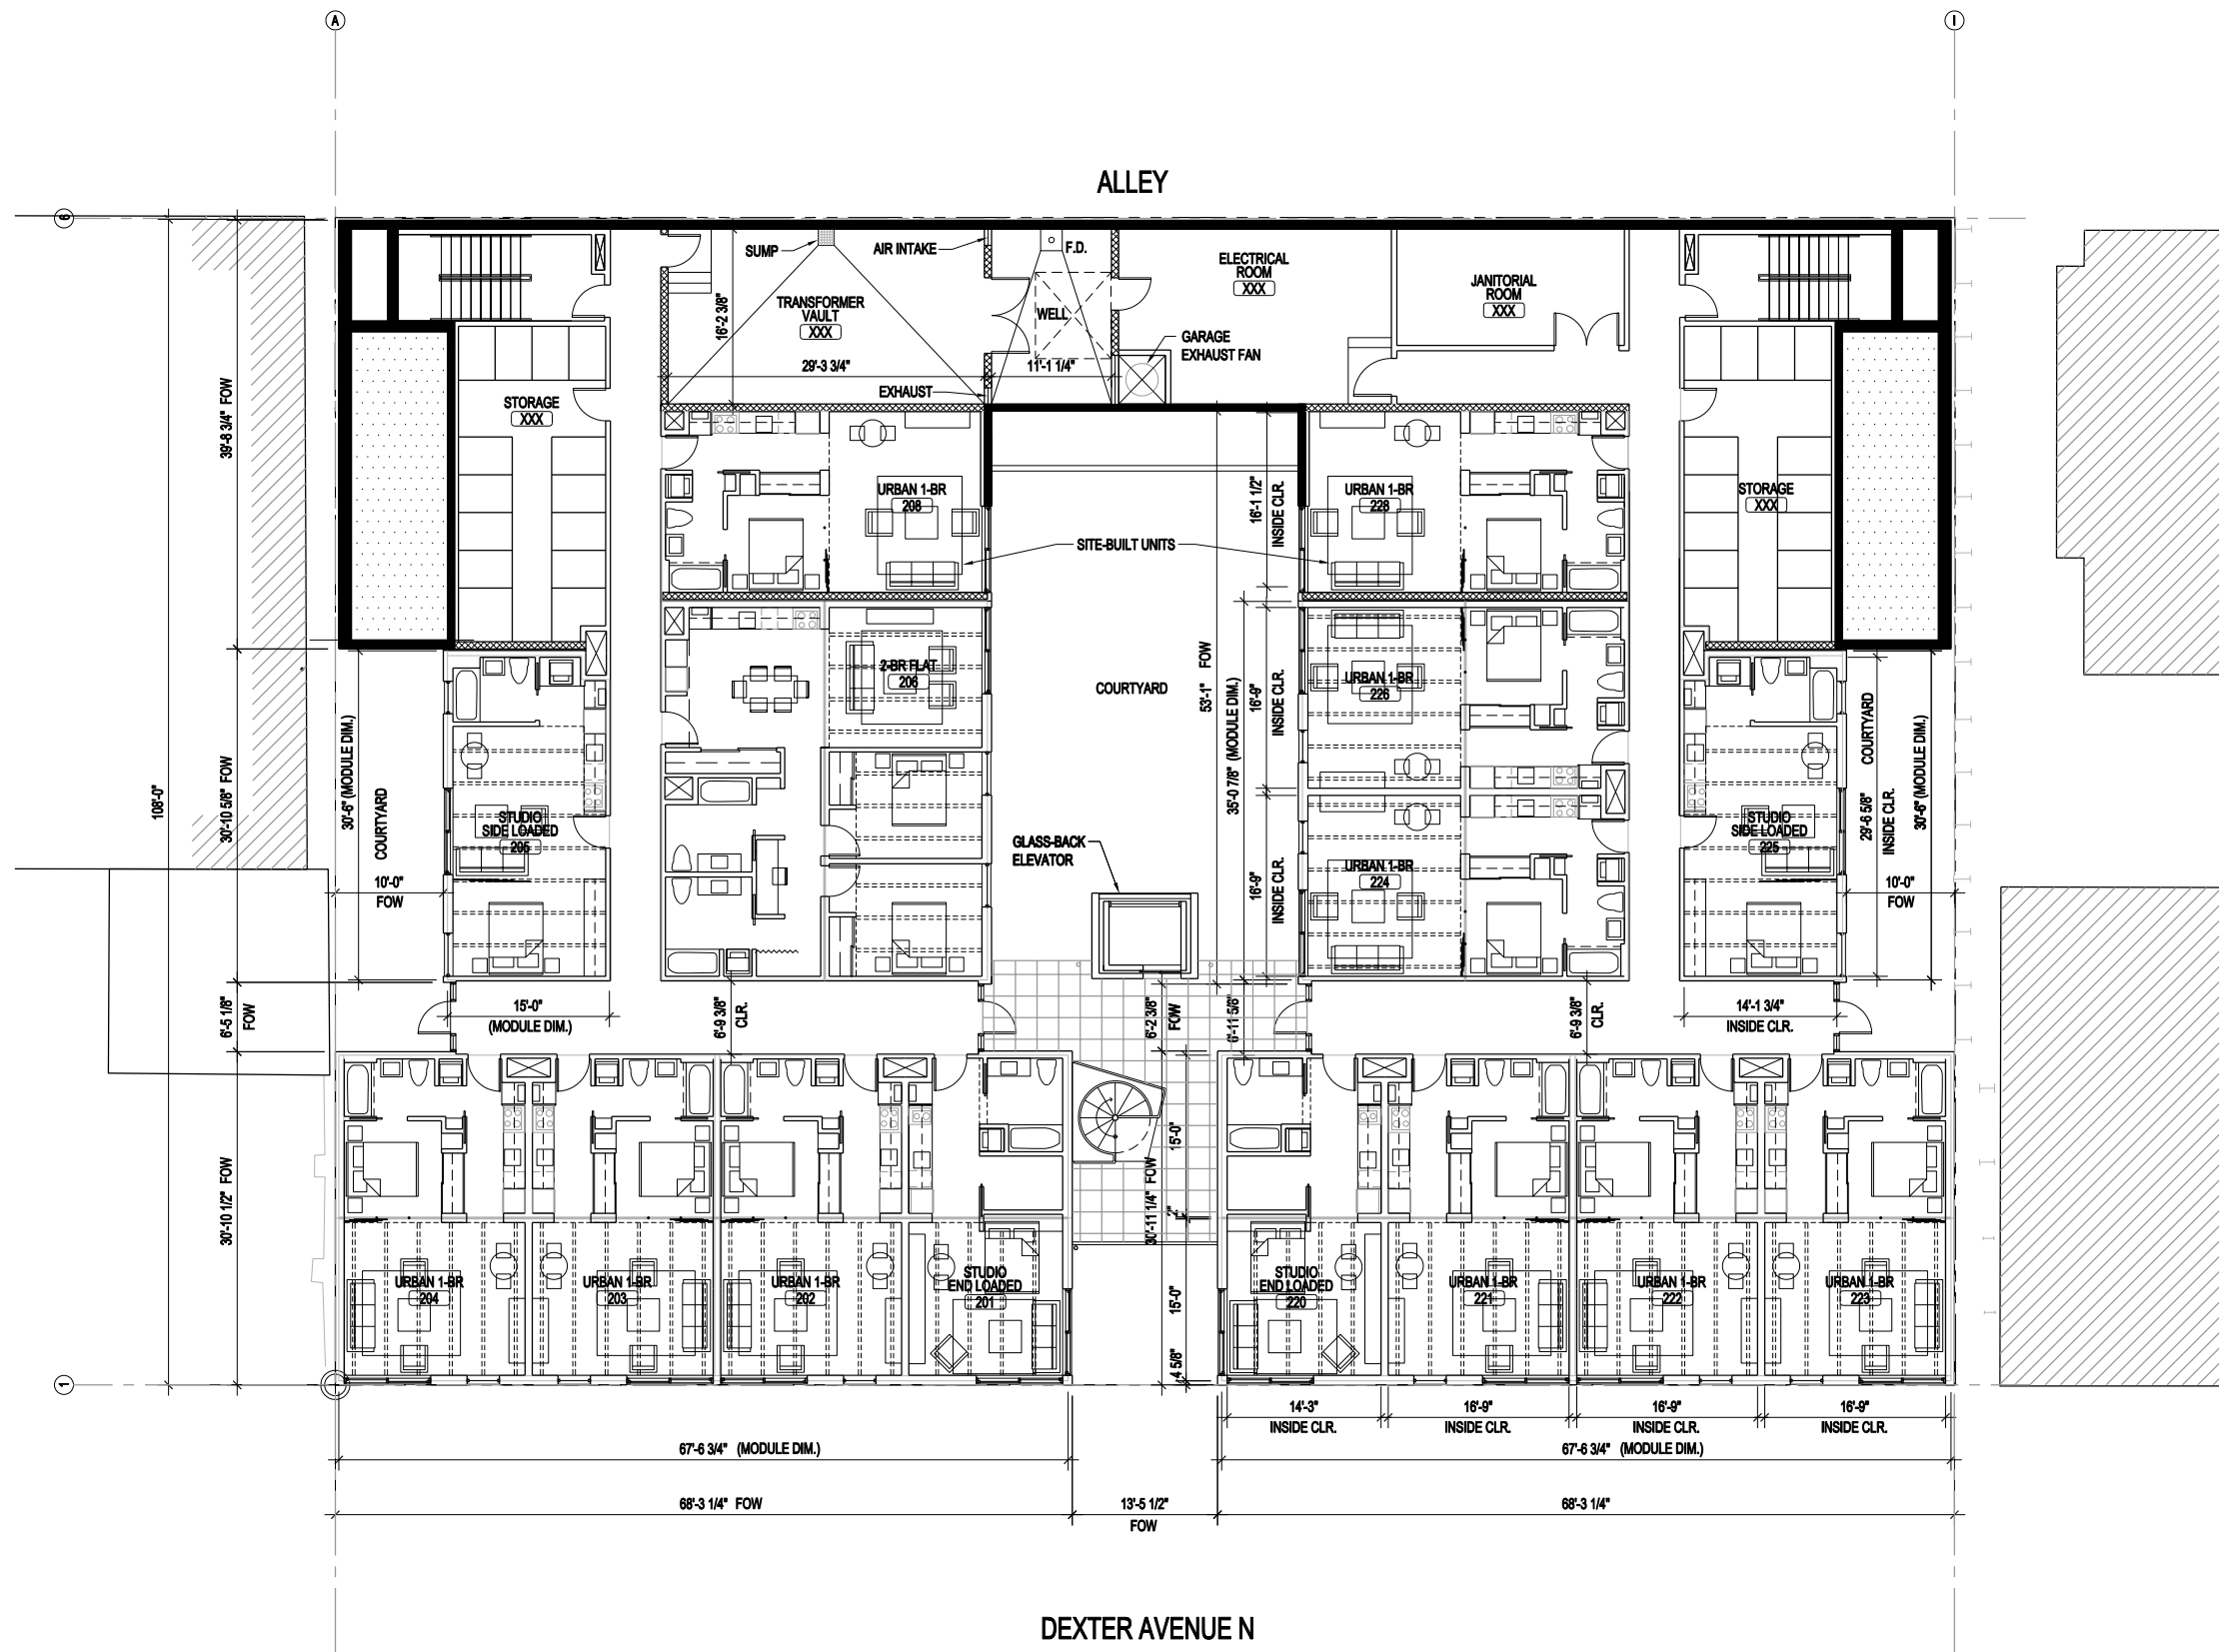 A
I
ALLEY
6
SUMP
AIR INTAKE
F.D.
ELECTRICAL
ROOM
XXX
JANITORIAL
ROOM
XXX
TRANSFORMER
VAULT
XXX
WELL
16'-2 3/8"
GARAGE
EXHAUST FAN
29'-3 3/4"
11'-1 1/4"
EXHAUST
STORAGE
XXX
39'-8 3/4" FOW
URBAN 1-BR
208
16'-1 1/2"
INSIDE CLR.
URBAN 1-BR
228
STORAGE
XXX
SITE-BUILT UNITS
2-BR FLAT
206
COURTYARD
53'-1" FOW
35'-0 7/8" (MODULE DIM.)
16'-9"
INSIDE CLR.
URBAN 1-BR
226
108'-0"
30'-10 5/8" FOW
30'-6" (MODULE DIM.)
COURTYARD
STUDIO
SIDE LOADED
205
GLASS-BACK
ELEVATOR
16'-9"
INSIDE CLR.
URBAN 1-BR
224
STUDIO
SIDE LOADED
225
COURTYARD
29'-6 5/8"
INSIDE CLR.
30'-6" (MODULE DIM.)
10'-0"
FOW
10'-0"
FOW
6'-5 1/8"
FOW
15'-0"
(MODULE DIM.)
6'-9 3/8"
CLR.
6'-2 3/8"
FOW
6'-11 5/8"
6'-9 3/8"
CLR.
14'-1 3/4"
INSIDE CLR.
30'-10 1/2" FOW
30'-11 1/4" FOW
15'-0"
15'-0"
4 5/8"
URBAN 1-BR
204
URBAN 1-BR
203
URBAN 1-BR
202
STUDIO
END LOADED
201
STUDIO
END LOADED
220
URBAN 1-BR
221
URBAN 1-BR
222
URBAN 1-BR
223
1
14'-3"
INSIDE CLR.
16'-9"
INSIDE CLR.
16'-9"
INSIDE CLR.
16'-9"
INSIDE CLR.
67'-6 3/4" (MODULE DIM.)
67'-6 3/4" (MODULE DIM.)
68'-3 1/4" FOW
13'-5 1/2"
FOW
68'-3 1/4"
DEXTER AVENUE N